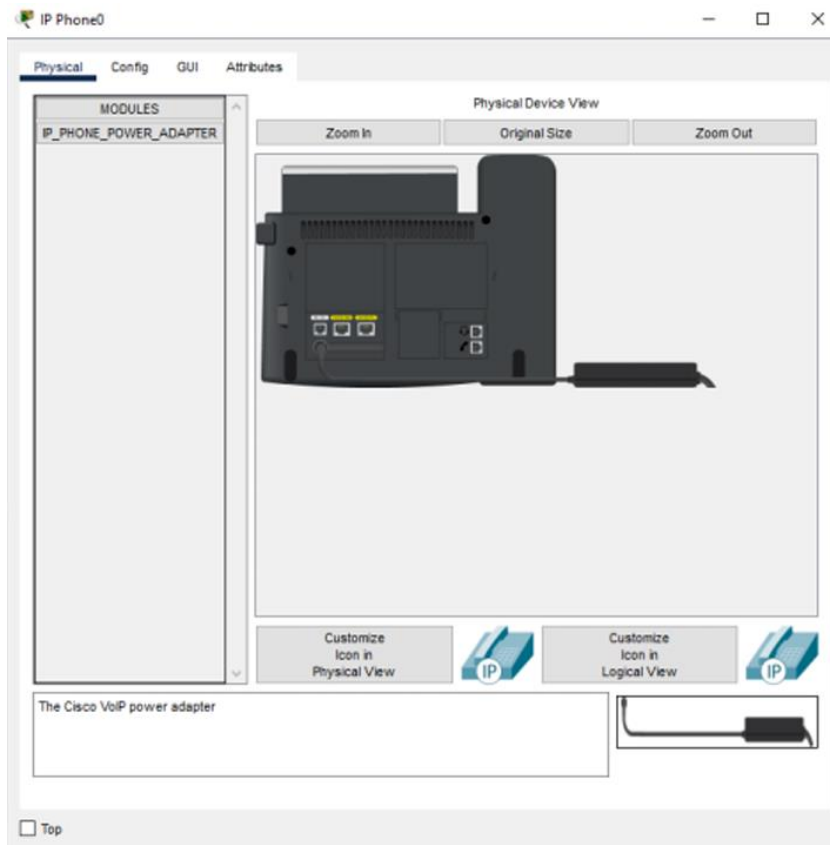 IP Phone0
Physical Config GUI Attributes
MODULES
IP_PHONE_POWER_ADAPTER
Physical Device View
Zoom In Original Size Zoom Out
Customize
Icon in
Physical View
IP
Customize
Icon in
Logical View
IP
The Cisco VoIP power adapter
Top